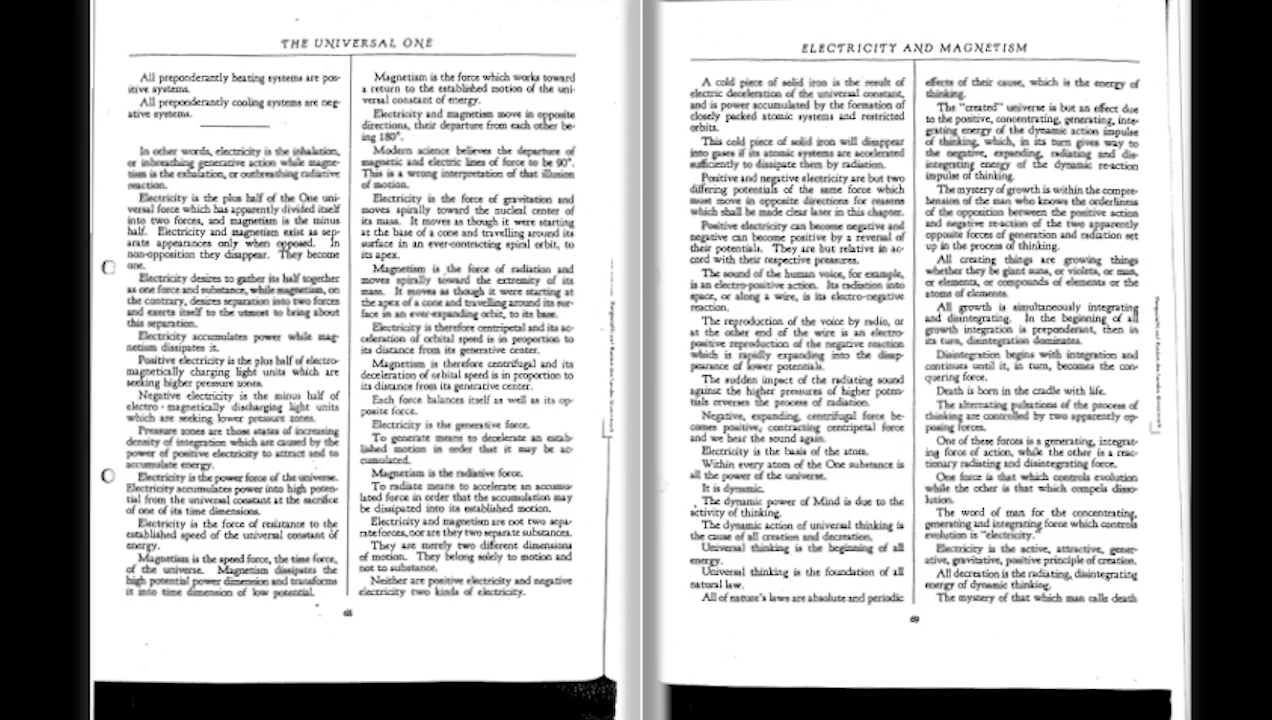 THE UNIVERSAL ONE
All preponderantly heating systems are pos-
itive systems.
All preponderantly cooling systems are neg-
ative systems.
In other words, electricity is the inhalation,
or inbreathing generative action while magne-
tism is the exhalation, or outbreathing radiative
reaction.
Electricity is the plus half of the One uni-
versal force which has apparently divided itself
into two forces, and magnetism is the minus
half. Electricity and magnetism exist as sep-
arate appearances only when opposed. In
non-opposition they disappear. They become
one.
Electricity desires to gather its half together
as one force and substance, while magnetism, on
the contrary, desires separation into two forces
and exerts itself to the utmost to bring about
this separation.
Electricity accumulates power while mag-
netism dissipates it.
Positive electricity is the plus half of electro-
magnetically charging light units which are
seeking higher pressure zones.
Negative electricity is the minus half of
electro-magnetically discharging light units
which are seeking lower pressure zones.
Pressure zones are those states of increasing
density of integration which are caused by the
power of positive electricity to attract and to
accumulate energy.
Electricity is the power force of the universe.
Electricity accumulates power into high poten-
tial from the universal constant at the sacrifice
of one of its time dimensions.
Electricity is the force of resistance to the
established speed of the universal constant of
energy.
Magnetism is the speed force, the time force,
of the universe. Magnetism dissipates the
high potential power dimension and transforms
it into time dimension of low potential.
Magnetism is the force which works toward
a return to the established motion of the uni-
versal constant of energy.
Electricity and magnetism move in opposite
directions, their departure from each other be-
ing 180°.
Modern science believes the departure of
magnetic and electric lines of force to be 90°.
This is a wrong interpretation of that illusion
of motion.
Electricity is the force of gravitation and
moves spirally toward the nucleal center of
its mass. It moves as though it were starting
at the base of a cone and travelling around its
surface in an ever-contracting spiral orbit, to
its apex.
Magnetism is the force of radiation and
moves spirally toward the extremity of its
mass. It moves as though it were starting at
the apex of a cone and travelling around its sur-
face in an ever-expanding orbit, to its base.
Electricity is therefore centripetal and its ac-
celeration of orbital speed is in proportion to
its distance from its generative center.
Magnetism is therefore centrifugal and its
deceleration of orbital speed is in proportion to
its distance from its generative center.
Each force balances itself as well as its op-
posite force.
Electricity is the generative force.
To generate means to decelerate an estab-
lished motion in order that it may be ac-
cumulated.
Magnetism is the radiative force.
To radiate means to accelerate an accumu-
lated force in order that the accumulation may
be dissipated into its established motion.
Electricity and magnetism are not two sepa-
rate forces, nor are they two separate substances.
They are merely two different dimensions
of motion. They belong solely to motion and
not to substance.
Neither are positive electricity and negative
electricity two kinds of electricity.
68
ELECTRICITY AND MAGNETISM
A cold piece of solid iron is the result of
electric deceleration of the universal constant,
and is power accumulated by the formation of
closely packed atomic systems and restricted
orbits.
This cold piece of solid iron will disappear
into gases if its atomic systems are accelerated
sufficiently to dissipate them by radiation.
Positive and negative electricity are but two
differing potentials of the same force which
must move in opposite directions for reasons
which shall be made clear later in this chapter.
Positive electricity can become negative and
negative can become positive by a reversal of
their potentials. They are but relative in ac-
cord with their respective pressures.
The sound of the human voice, for example,
is an electro-positive action. Its radiation into
space, or along a wire, is its electro-negative
reaction.
The reproduction of the voice by radio, or
at the other end of the wire is an electro-
positive reproduction of the negative reaction
which is rapidly expanding into the disap-
pearance of lower potentials.
The sudden impact of the radiating sound
against the higher pressures of higher poten-
tials reverses the process of radiation.
Negative, expanding, centrifugal force be-
comes positive, contracting centripetal force
and we hear the sound again.
Electricity is the basis of the atom.
Within every atom of the One substance is
all the power of the universe.
It is dynamic.
The dynamic power of Mind is due to the
activity of thinking.
The dynamic action of universal thinking is
the cause of all creation and decreation.
Universal thinking is the beginning of all
energy.
Universal thinking is the foundation of all
natural law.
All of nature's laws are absolute and periodic
effects of their cause, which is the energy of
thinking.
The "created" universe is but an effect due
to the positive, concentrating, generating, inte-
grating energy of the dynamic action impulse
of thinking, which, in its turn gives way to
the negative, expanding, radiating and dis-
integrating energy of the dynamic re-action
impulse of thinking.
The mystery of growth is within the compre-
hension of the man who knows the orderliness
of the opposition between the positive action
and negative re-action of the two apparently
opposite forces of generation and radiation set
up in the process of thinking.
All creating things are growing things
whether they be giant suns, or violets, or man,
or elements, or compounds of elements or the
atoms of elements.
All growth is simultaneously integrating
and disintegrating. In the beginning of all
growth integration is preponderant, then in
its turn, disintegration dominates.
Disintegration begins with integration and
continues until it, in turn, becomes the con-
quering force.
Death is born in the cradle with life.
The alternating pulsations of the process of
thinking are controlled by two apparently op-
posing forces.
One of these forces is a generating, integrat-
ing force of action, while the other is a reac-
tionary radiating and disintegrating force.
One force is that which controls evolution
while the other is that which compels disso-
lution.
The word of man for the concentrating,
generating and integrating force which controls
evolution is "electricity."
Electricity is the active, attractive, gener-
ative, gravitative, positive principle of creation.
All decreation is the radiating, disintegrating
energy of dynamic thinking.
The mystery of that which man calls death
69